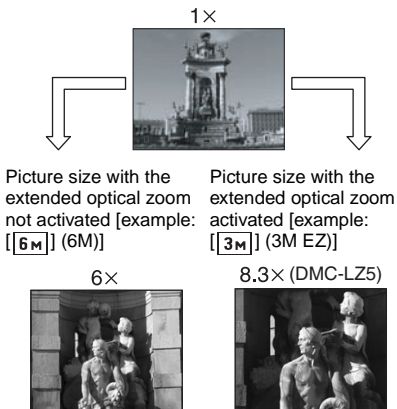 1×
Picture size with the
extended optical zoom
not activated [example:
[6M] (6M)]
Picture size with the
extended optical zoom
activated [example:
[3M] (3M EZ)]
6×
8.3× (DMC-LZ5)